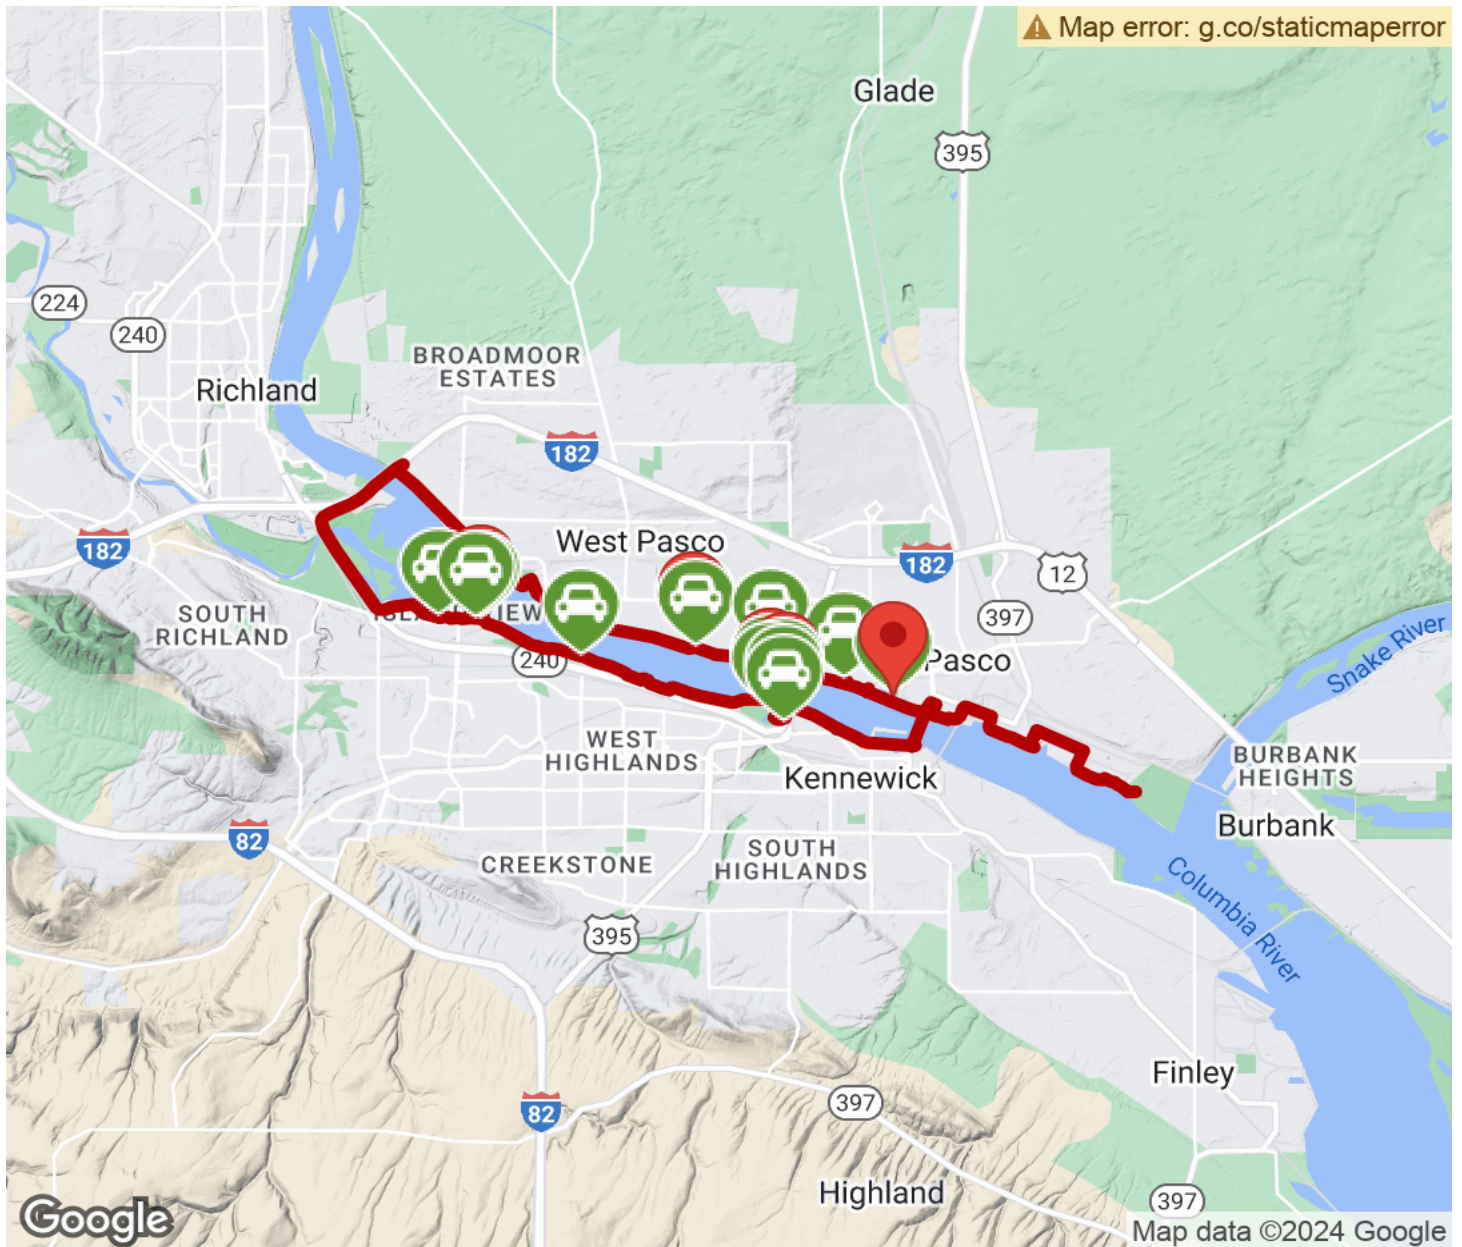 Map error: g.co/staticmaperror
Glade
395
224
240
BROADMOOR
ESTATES
Richland
182
West Pasco
182
182
12
SOUTH
RICHLAND
397
240
Pasco
Snake River
WEST
HIGHLANDS
BURBANK
HEIGHTS
Kennewick
Burbank
82
CREEKSTONE
SOUTH
HIGHLANDS
Columbia River
395
Finley
82
397
Highland
397
Google
Map data ©2024 Google